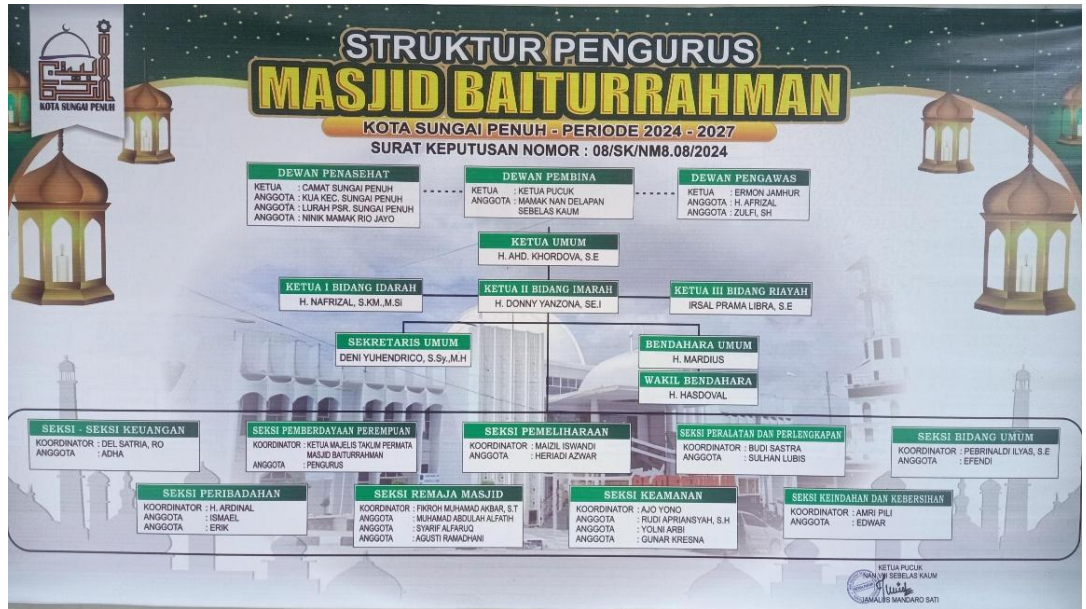 KOTA SUNGAI PENUH
STRUKTUR PENGURUS
MASJID BAITURRAHMAN
KOTA SUNGAI PENUH - PERIODE 2024 - 2027
SURAT KEPUTUSAN NOMOR : 08/SK/NM8.08/2024
DEWAN PENASEHAT
KETUA : CAMAT SUNGAI PENUH
ANGGOTA : KUA KEC. SUNGAI PENUH
ANGGOTA : LURAH PSR. SUNGAI PENUH
ANGGOTA : NINIK MAMAK RIO JAYO
DEWAN PEMBINA
KETUA : KETUA PUCUK
ANGGOTA : MAMAK NAN DELAPAN
SEBELAS KAUM
DEWAN PENGAWAS
KETUA : ERMON JAMHUR
ANGGOTA : H. AFRIZAL
ANGGOTA : ZULFI, SH
KETUA UMUM
H. AHD. KHORDOVA, S.E
KETUA I BIDANG IDARAH
H. NAFRIZAL, S.KM.,M.Si
KETUA II BIDANG IMARAH
H. DONNY YANZONA, SE.I
KETUA III BIDANG RIAYAH
IRSAL PRAMA LIBRA, S.E
SEKRETARIS UMUM
DENI YUHENDRICO, S.Sy.,M.H
BENDAHARA UMUM
H. MARDIUS
WAKIL BENDAHARA
H. HASDOVAL
SEKSI - SEKSI KEUANGAN
KOORDINATOR : DEL SATRIA, RO
ANGGOTA : ADHA
SEKSI PEMBERDAYAAN PEREMPUAN
KOORDINATOR : KETUA MAJELIS TAKLIM PERMATA
MASJID BAITURRAHMAN
ANGGOTA : PENGURUS
SEKSI PEMELIHARAAN
KOORDINATOR : MAIZIL ISWANDI
ANGGOTA : HERIADI AZWAR
SEKSI PERALATAN DAN PERLENGKAPAN
KOORDINATOR : BUDI SASTRA
ANGGOTA : SULHAN LUBIS
SEKSI BIDANG UMUM
KOORDINATOR : PEBRINALDI ILYAS, S.E
ANGGOTA : EFENDI
SEKSI PERIBADAHAN
KOORDINATOR : H. ARDINAL
ANGGOTA : ISMAEL
ANGGOTA : ERIK
SEKSI REMAJA MASJID
KOORDINATOR : FIKROH MUHAMAD AKBAR, S.T
ANGGOTA : MUHAMAD ABDULAH ALFATIH
ANGGOTA : SYARIF ALFARUQ
ANGGOTA : AGUSTI RAMADHANI
SEKSI KEAMANAN
KOORDINATOR : AJO YONO
ANGGOTA : RUDI APRIANSYAH, S.H
ANGGOTA : YOLNI ARBI
ANGGOTA : GUNAR KRESNA
SEKSI KEINDAHAN DAN KEBERSIHAN
KOORDINATOR : AMRI PILI
ANGGOTA : EDWAR
KETUA PUCUK
NAN VIII SEBELAS KAUM
JAMALUS MANDARO SATI